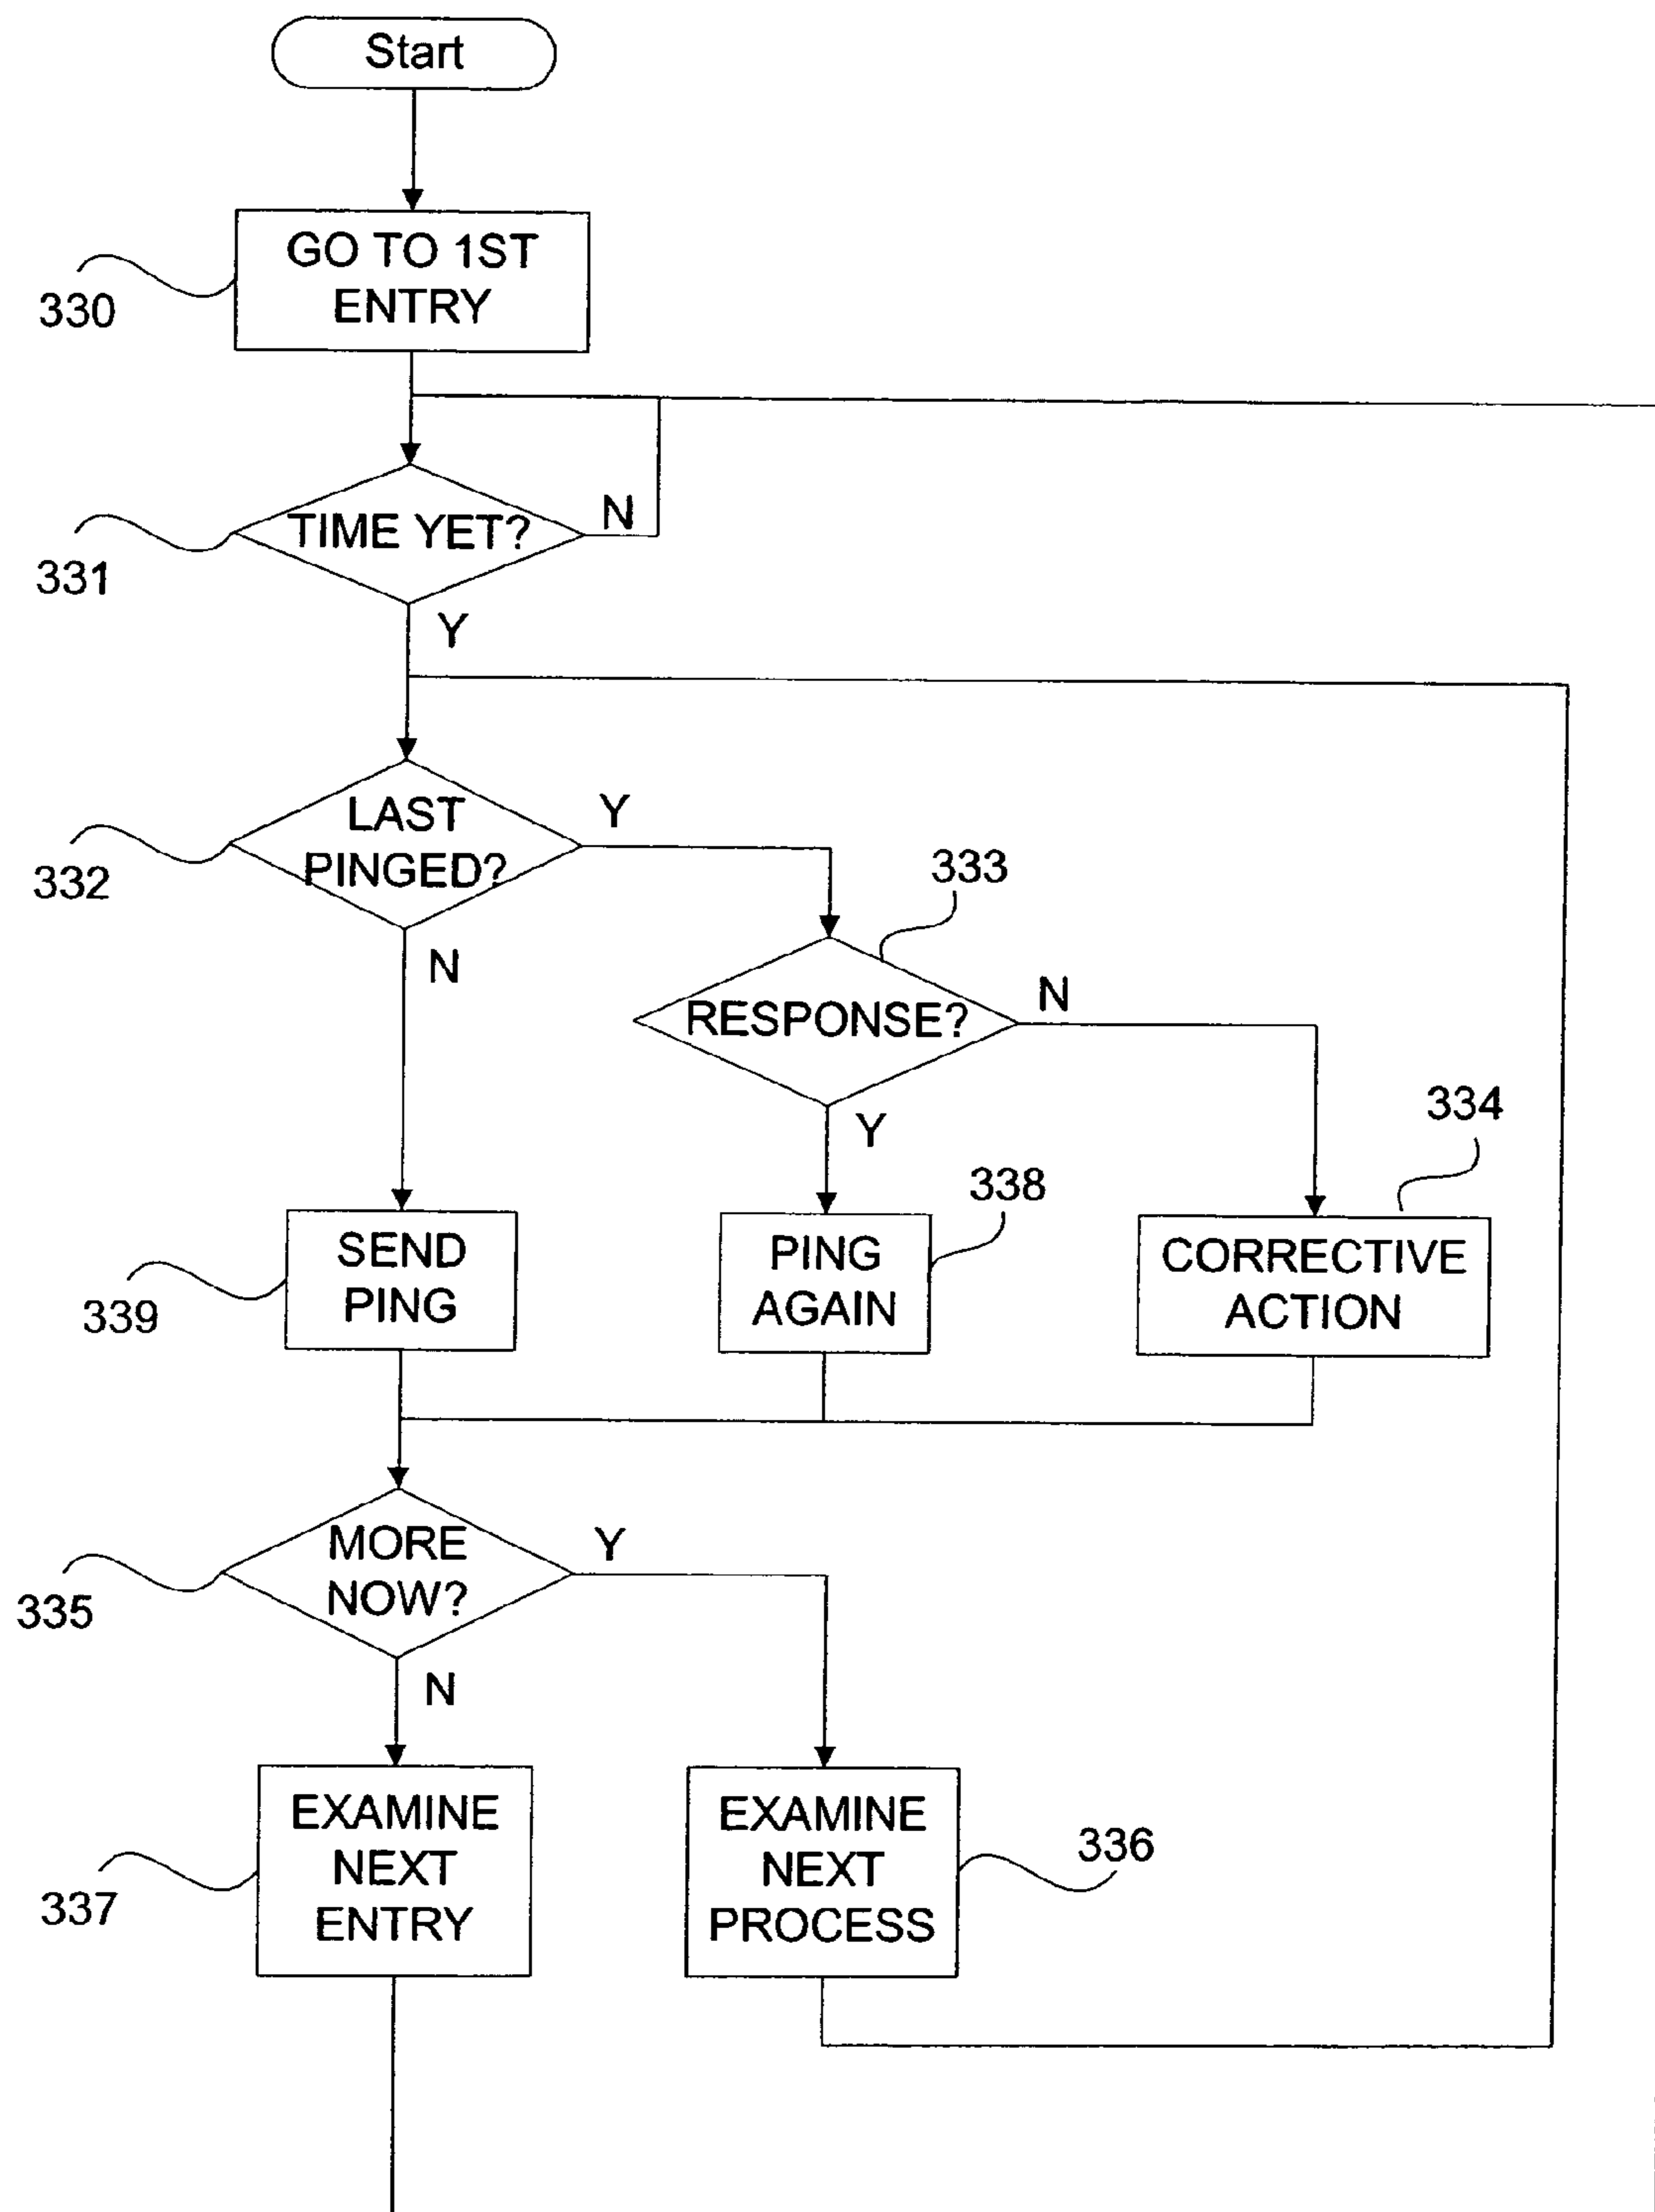 Start
GO TO 1ST
ENTRY
330
TIME YET?
N
331
Y
LAST
PINGED?
Y
332
N
333
RESPONSE?
N
Y
334
338
SEND
PING
339
PING
AGAIN
CORRECTIVE
ACTION
MORE
NOW?
Y
335
N
EXAMINE
NEXT
ENTRY
337
EXAMINE
NEXT
PROCESS
336